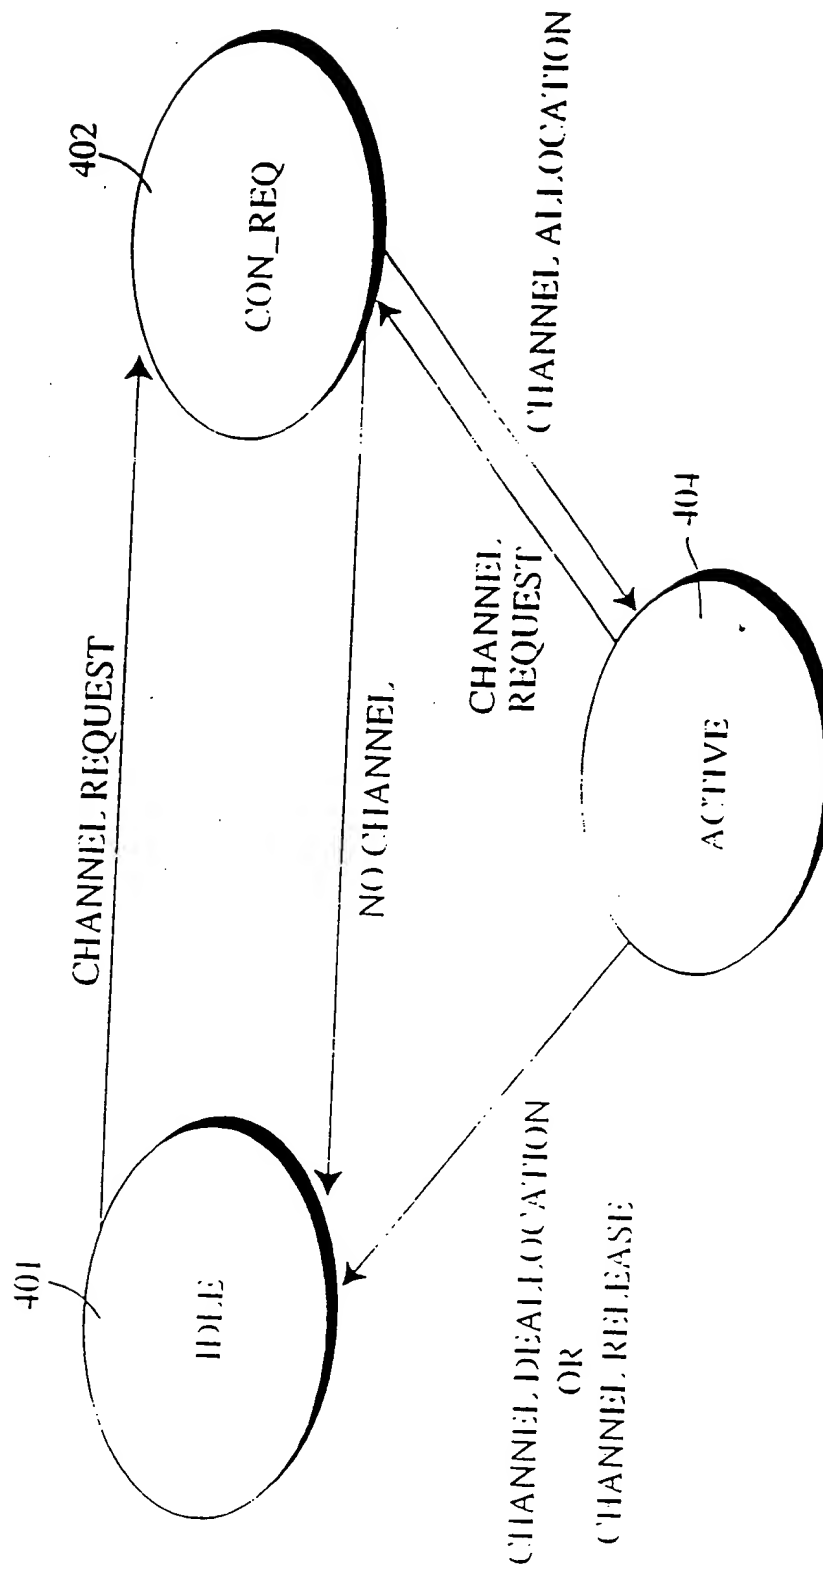 401
IDLE
CHANNEL REQUEST
402
CON_REQ
NO CHANNEL
CHANNEL
REQUEST
CHANNEL ALLOCATION
404
ACTIVE
CHANNEL DEALLOCATION
OR
CHANNEL RELEASE